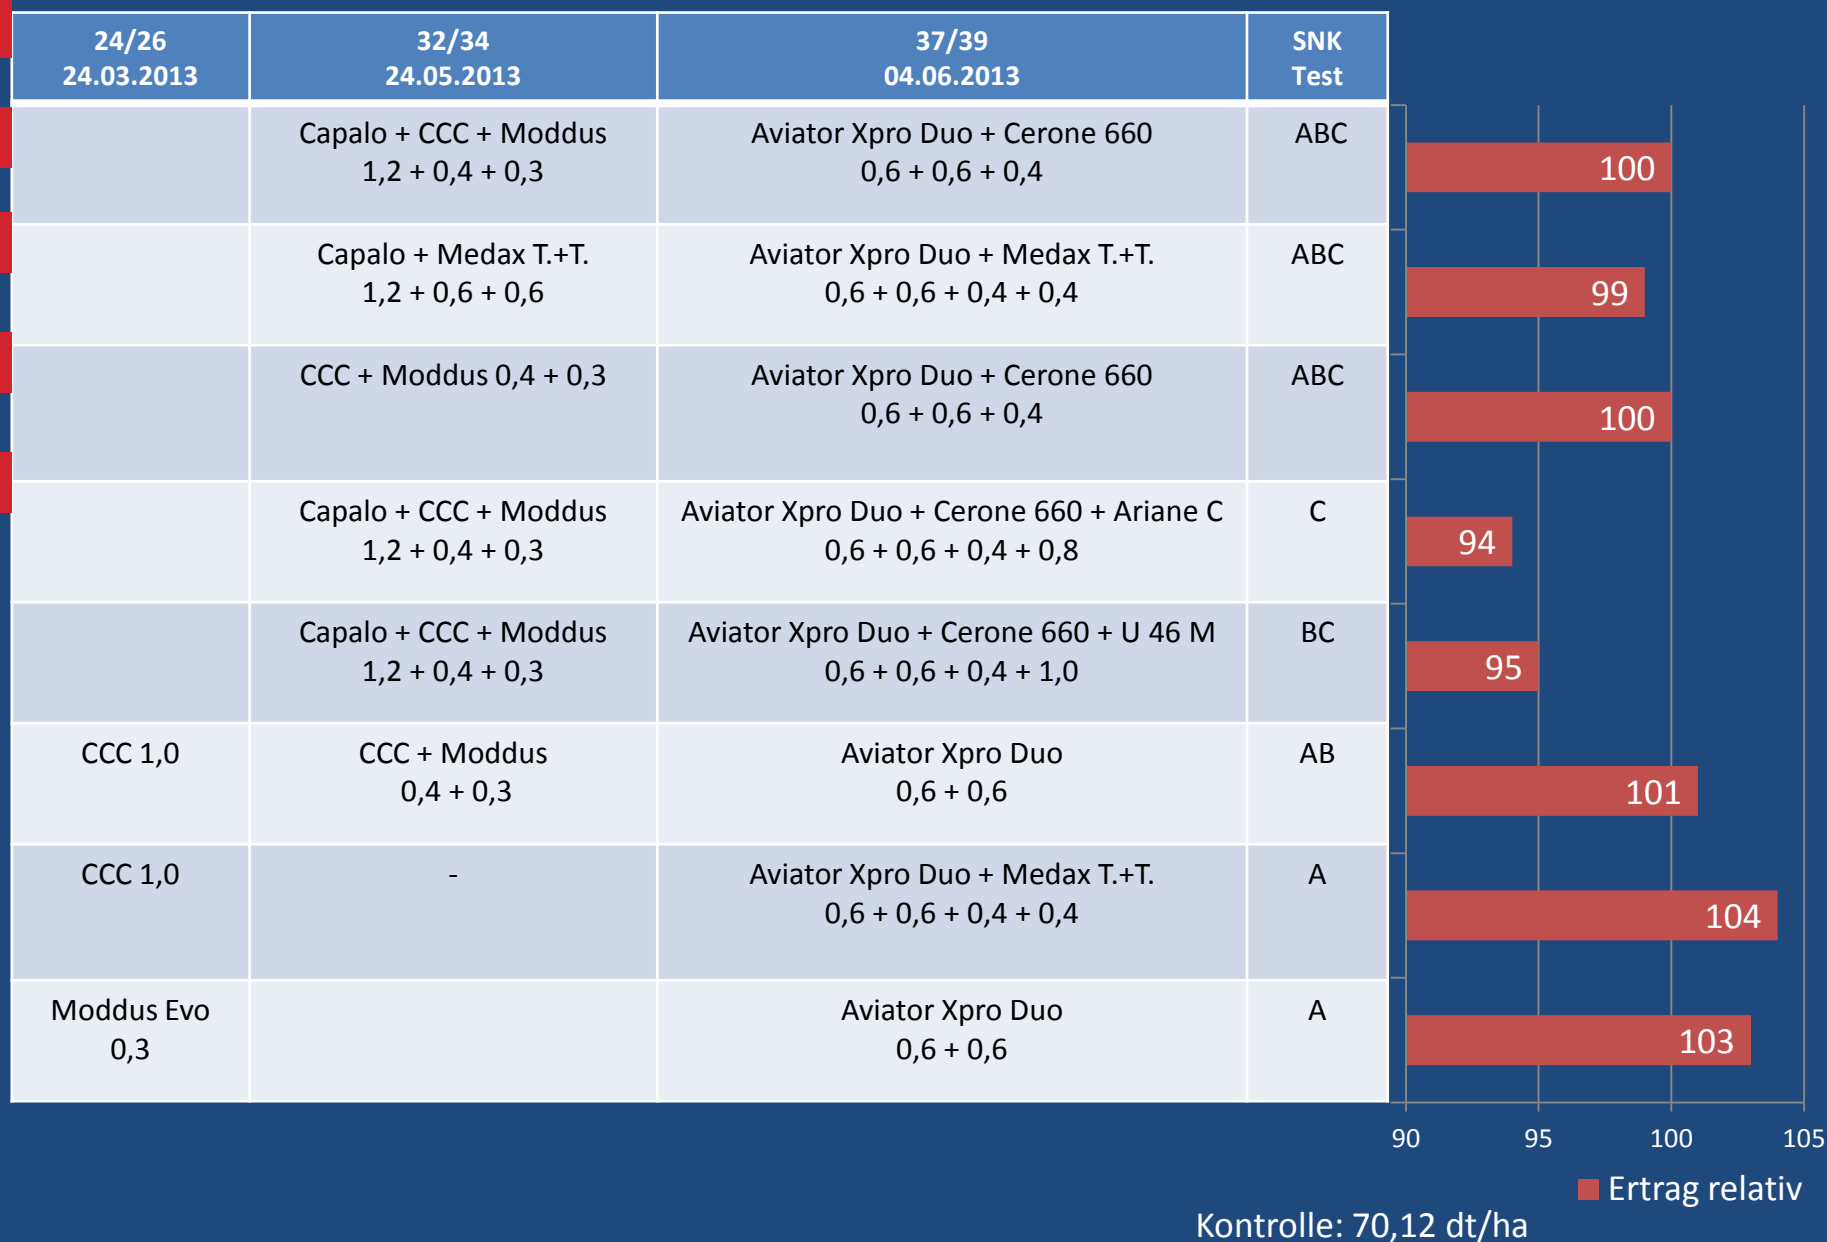 24/26
24.03.2013
32/34
24.05.2013
37/39
04.06.2013
SNK
Test
Capalo + CCC + Moddus
1,2 + 0,4 + 0,3
Aviator Xpro Duo + Cerone 660
0,6 + 0,6 + 0,4
ABC
100
Capalo + Medax T.+T.
1,2 + 0,6 + 0,6
Aviator Xpro Duo + Medax T.+T.
0,6 + 0,6 + 0,4 + 0,4
ABC
99
CCC + Moddus 0,4 + 0,3
Aviator Xpro Duo + Cerone 660
0,6 + 0,6 + 0,4
ABC
100
Capalo + CCC + Moddus
1,2 + 0,4 + 0,3
Aviator Xpro Duo + Cerone 660 + Ariane C
0,6 + 0,6 + 0,4 + 0,8
C
94
Capalo + CCC + Moddus
1,2 + 0,4 + 0,3
Aviator Xpro Duo + Cerone 660 + U 46 M
0,6 + 0,6 + 0,4 + 1,0
BC
95
CCC 1,0
CCC + Moddus
0,4 + 0,3
Aviator Xpro Duo
0,6 + 0,6
AB
101
CCC 1,0
-
Aviator Xpro Duo + Medax T.+T.
0,6 + 0,6 + 0,4 + 0,4
A
104
Moddus Evo
0,3
Aviator Xpro Duo
0,6 + 0,6
A
103
90 95 100 105
Ertrag relativ
Kontrolle: 70,12 dt/ha